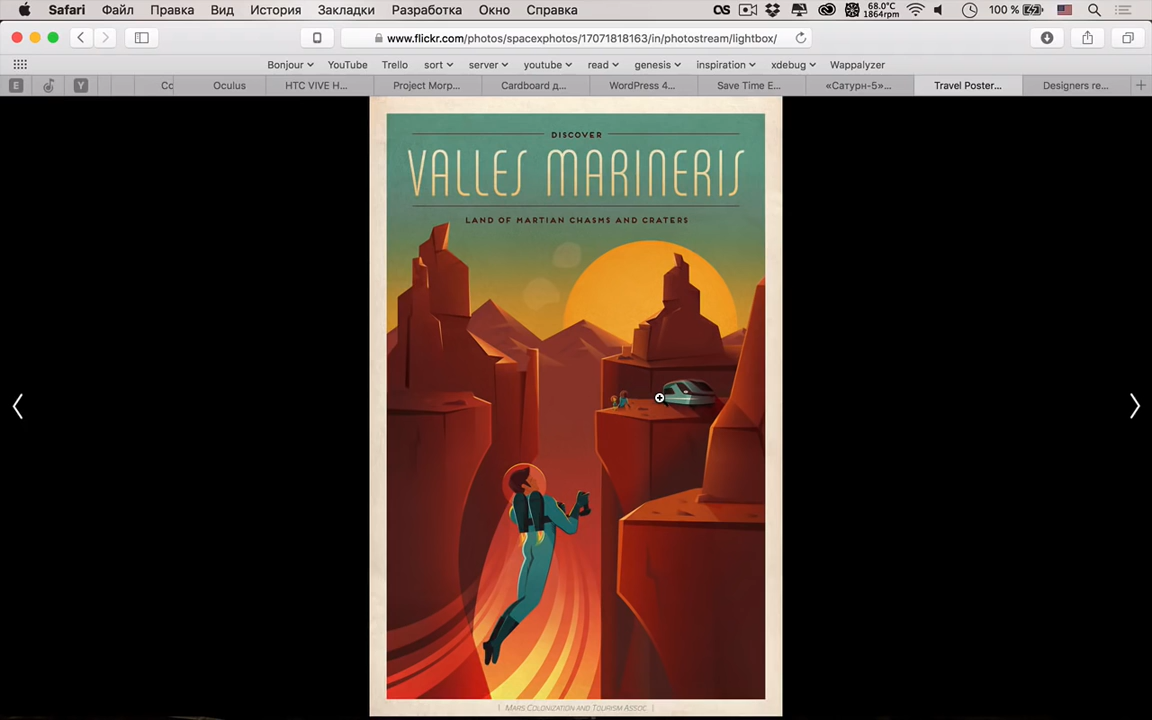 Safari Файл Правка Вид История Закладки Разработка Окно Справка 68.0°C 1864rpm 100 %
www.flickr.com/photos/spacexphotos/17071818163/in/photostream/lightbox/
Bonjour YouTube Trello sort server youtube read genesis inspiration xdebug Wappalyzer
E Y Cc Oculus HTC VIVE H... Project Morp... Cardboard д... WordPress 4... Save Time E... «Сатурн-5»... Travel Poster... Designers re...
DISCOVER
VALLES MARINERIS
LAND OF MARTIAN CHASMS AND CRATERS
MARS COLONIZATION AND TOURISM ASSOC